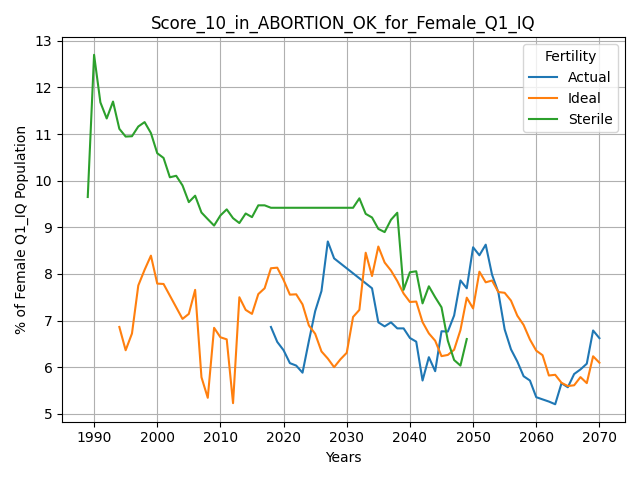 Score_10_in_ABORTION_OK_for_Female_Q1_IQ
% of Female Q1_IQ Population
13
12
11
10
9
8
7
6
5
Fertility
Actual
Ideal
Sterile
1990 2000 2010 2020 2030 2040 2050 2060 2070
Years